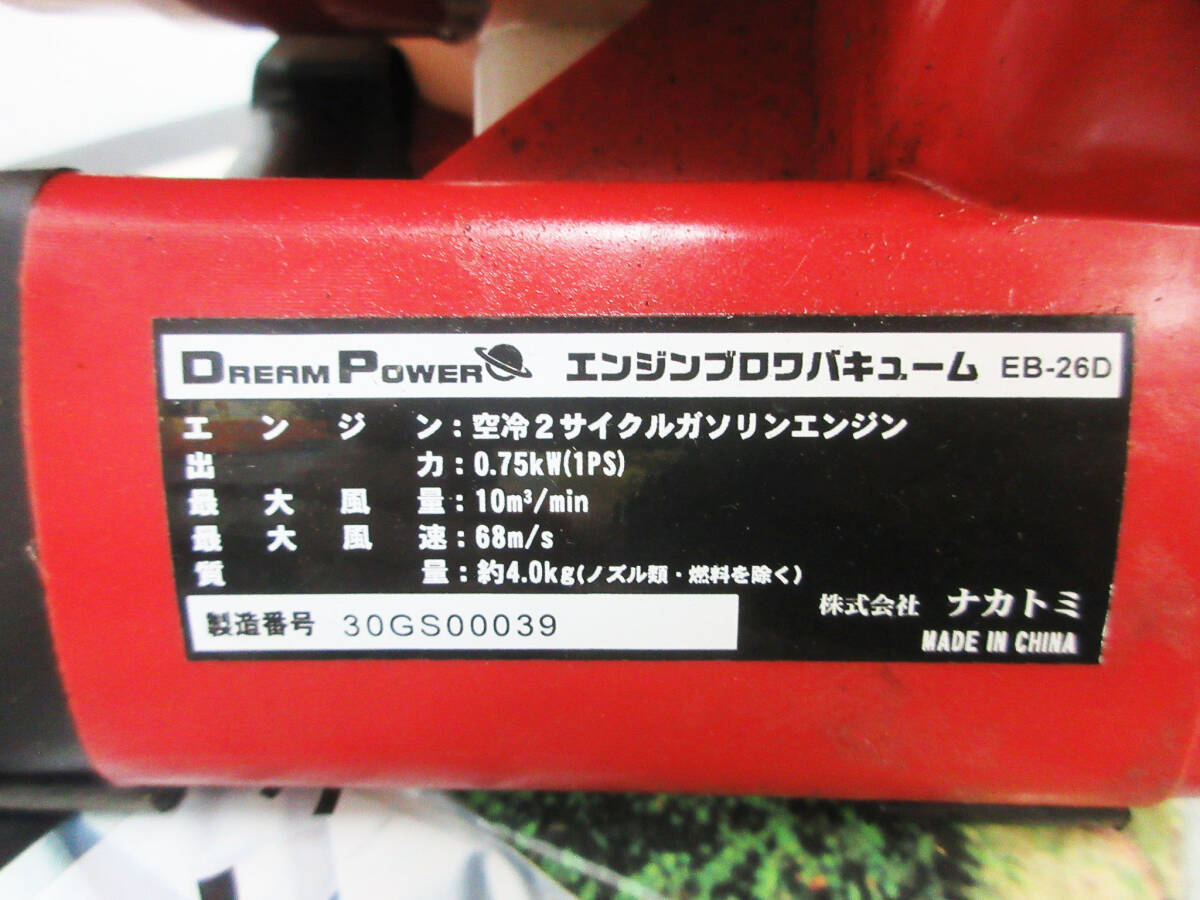 DREAM POWER エンジンブロワバキューム EB-26D
エンジン：空冷２サイクルガソリンエンジン
出力：0.75kW(1PS)
最大風量：10m³/min
最大風速：68m/s
質量：約4.0kg(ノズル類・燃料を除く)
株式会社 ナカトミ
製造番号 30GS00039
MADE IN CHINA